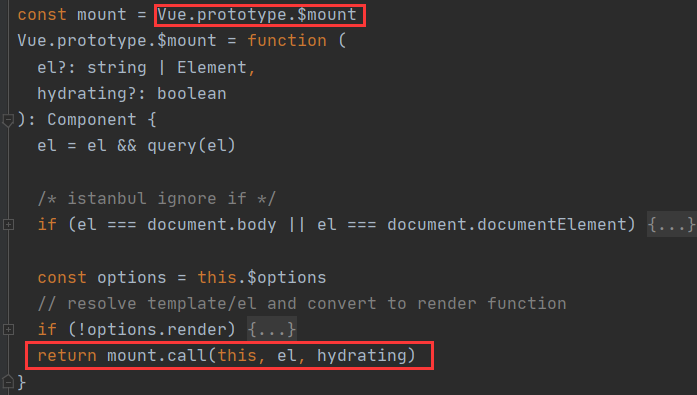 const mount = Vue.prototype.$mount
Vue.prototype.$mount = function (
  el?: string | Element,
  hydrating?: boolean
): Component {
  el = el && query(el)
  /* istanbul ignore if */
  if (el === document.body || el === document.documentElement) {...}
  const options = this.$options
  // resolve template/el and convert to render function
  if (!options.render) {...}
  return mount.call(this, el, hydrating)
}